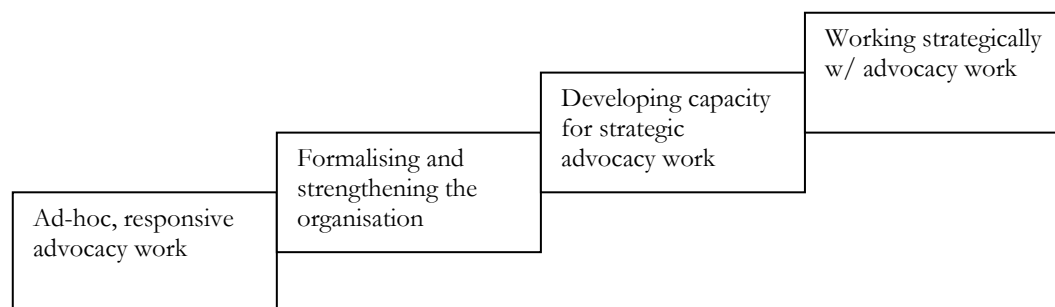 Ad-hoc, responsive
advocacy work
Formalising and
strengthening the
organisation
Developing capacity
for strategic
advocacy work
Working strategically
w/ advocacy work